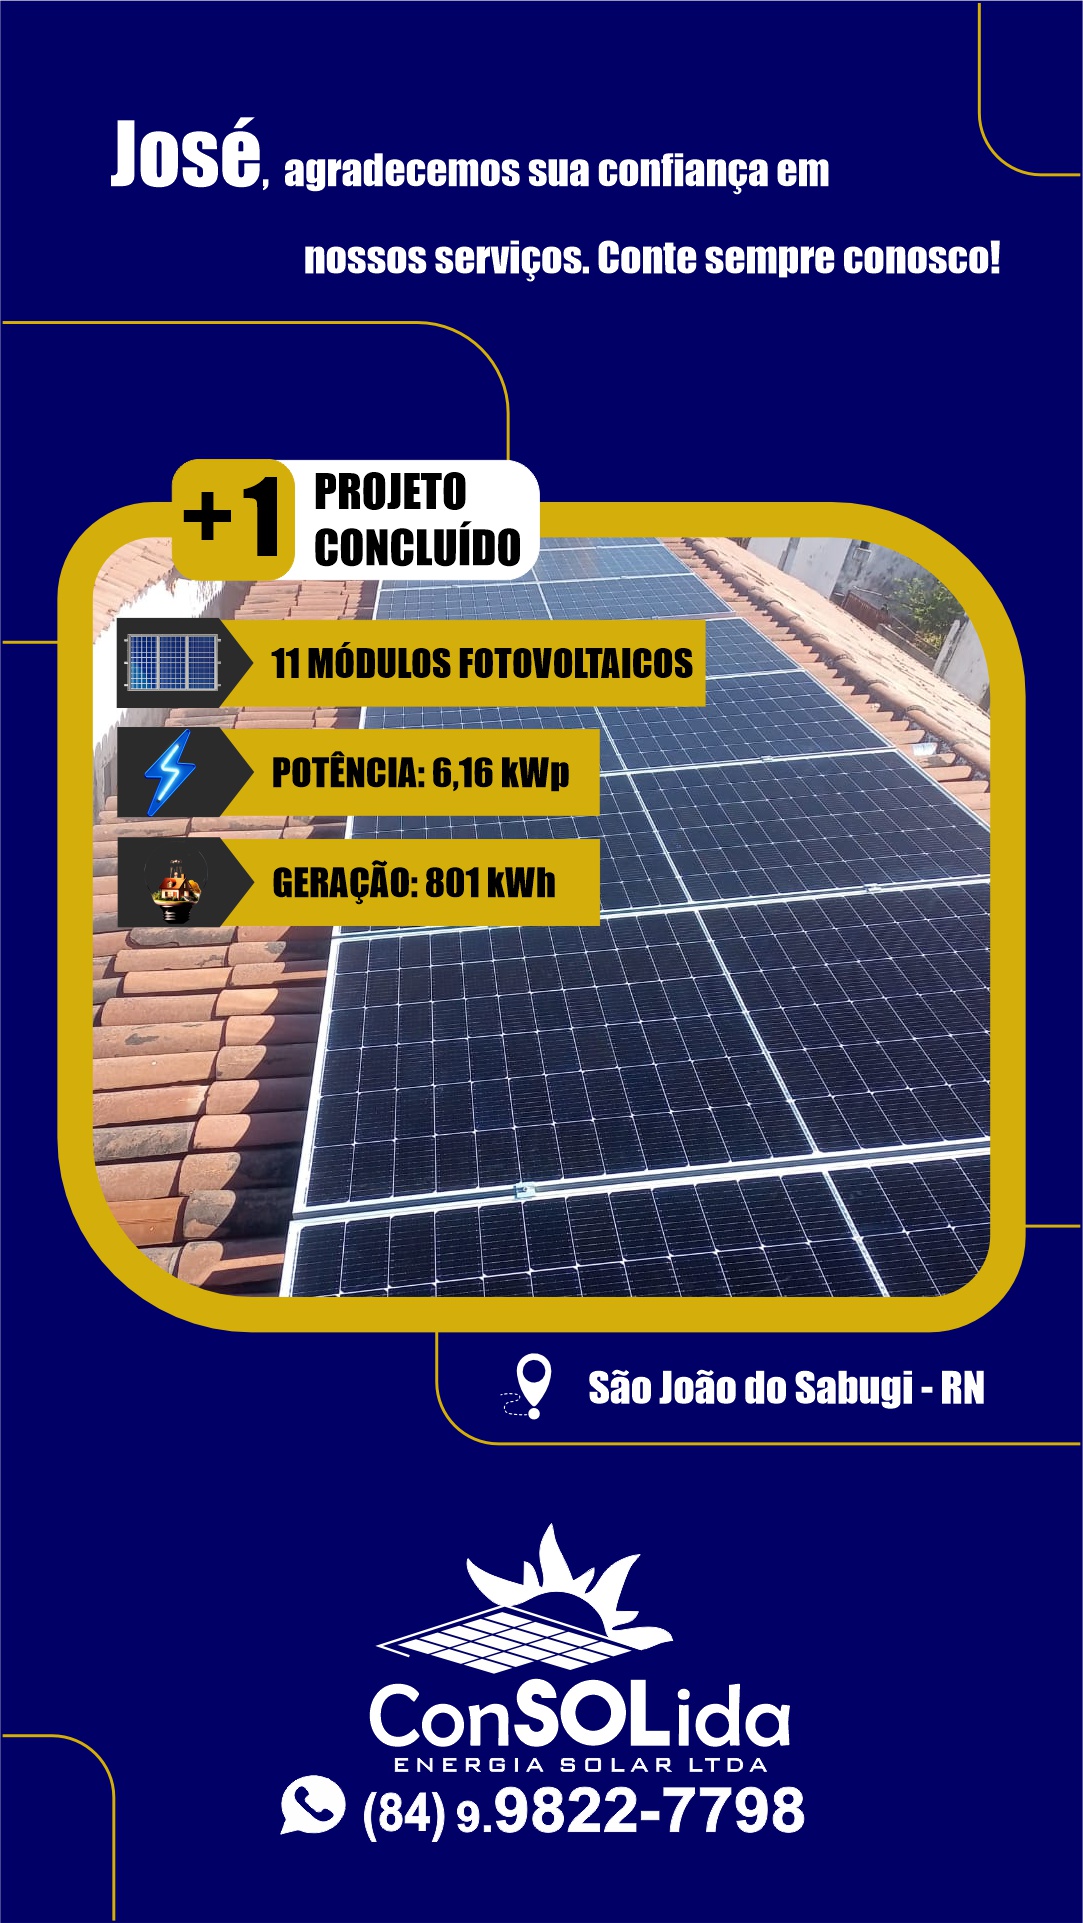 José, agradecemos sua confiança em
nossos serviços. Conte sempre conosco!
+1 PROJETO
CONCLUÍDO
11 MÓDULOS FOTOVOLTAICOS
POTÊNCIA: 6,16 kWp
GERAÇÃO: 801 kWh
São João do Sabugi - RN
ConSOLida
ENERGIA SOLAR LTDA
(84) 9.9822-7798